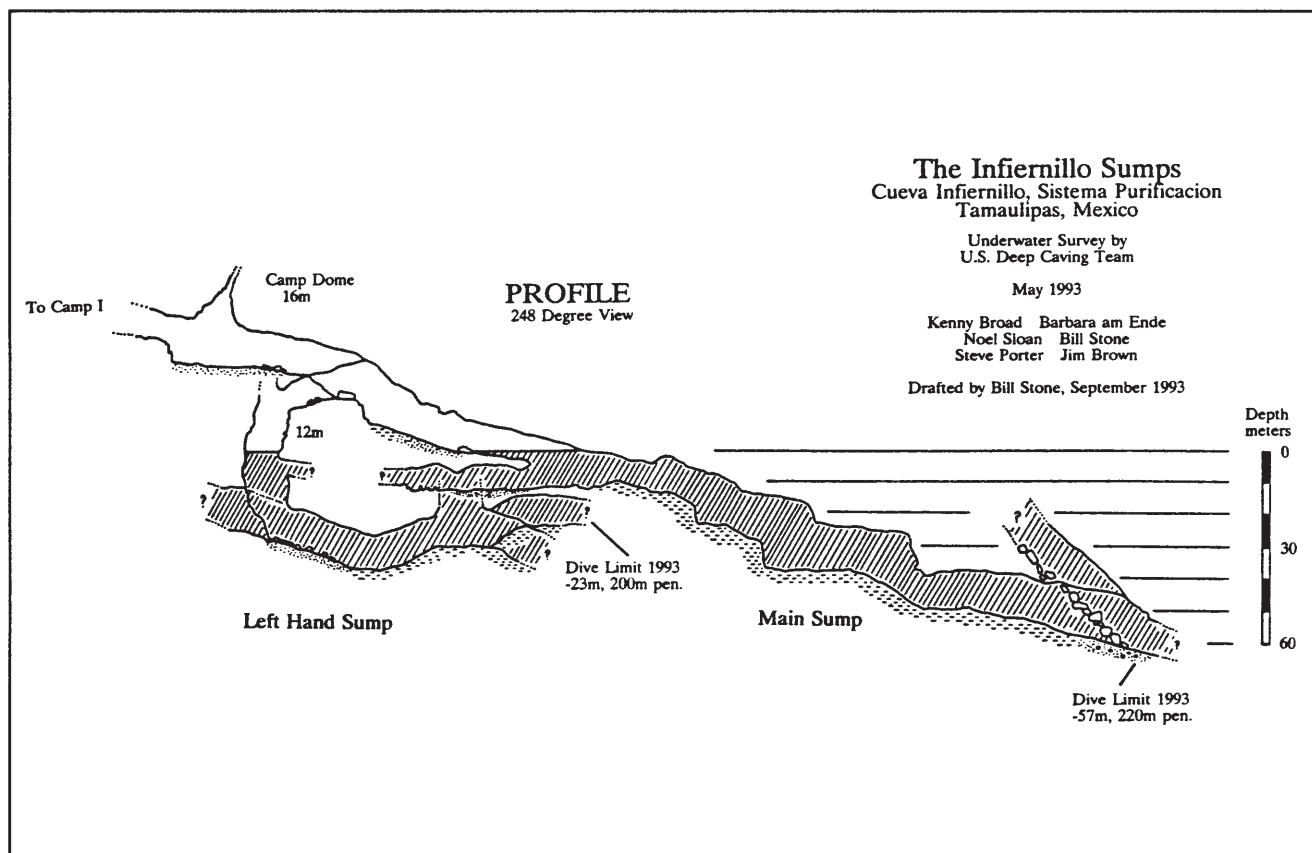 The Infiernillo Sumps
Cueva Infiernillo, Sistema Purificacion
Tamaulipas, Mexico
Underwater Survey by
U.S. Deep Caving Team
May 1993
Kenny Broad Barbara am Ende
Noel Sloan Bill Stone
Steve Porter Jim Brown
Drafted by Bill Stone, September 1993
Camp Dome
16m
To Camp I
PROFILE
248 Degree View
12m
Depth
meters
0
30
60
?
?
?
?
?
?
?
Dive Limit 1993
-23m, 200m pen.
Left Hand Sump
Main Sump
Dive Limit 1993
-57m, 220m pen.